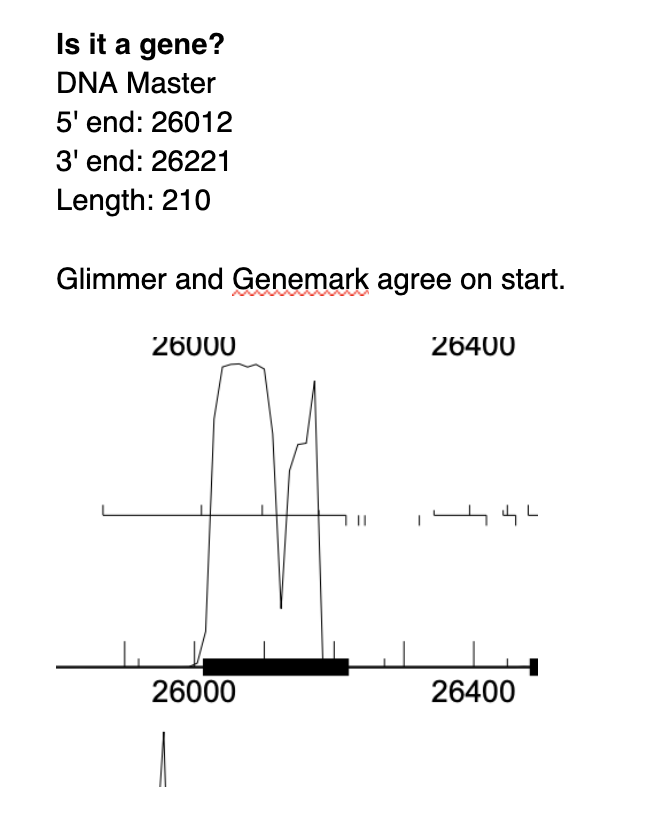 Is it a gene?
DNA Master
5' end: 26012
3' end: 26221
Length: 210
Glimmer and Genemark agree on start.
26000 26400
26000 26400